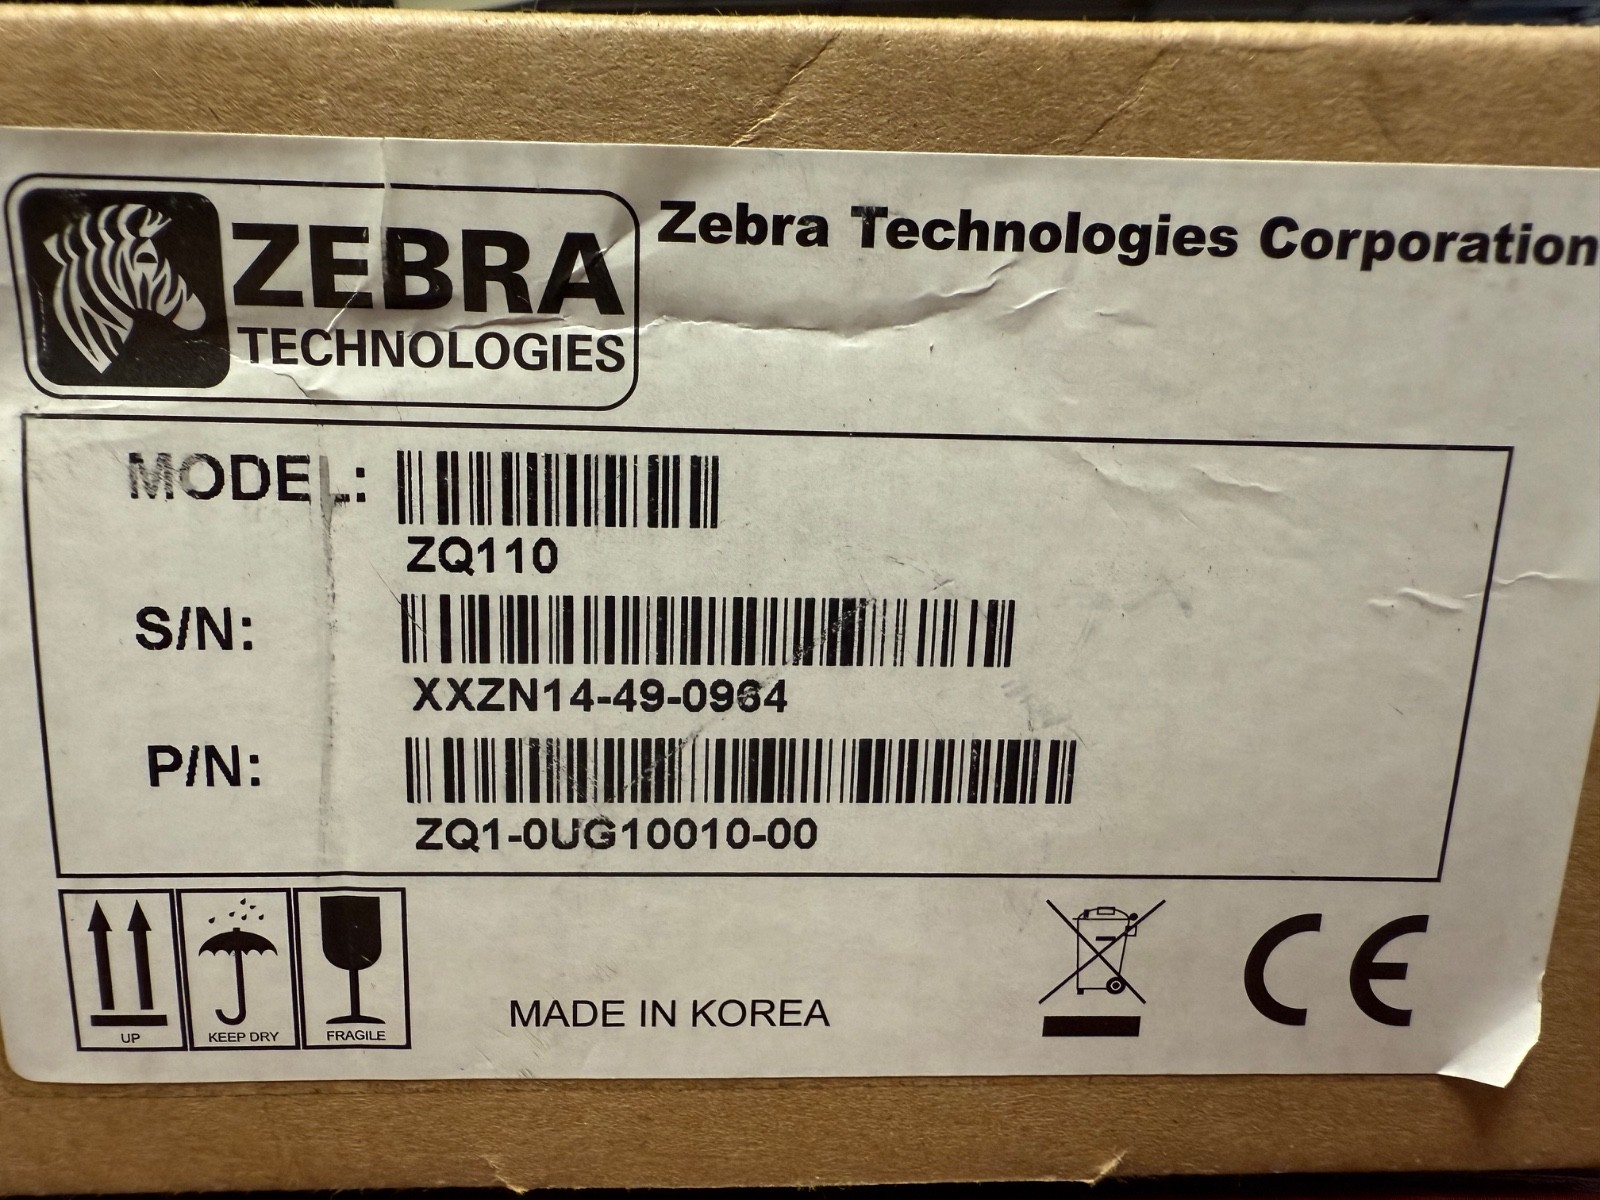 ZEBRA
TECHNOLOGIES
Zebra Technologies Corporation
MODEL:
ZQ110
S/N:
XXZN14-49-0964
P/N:
ZQ1-0UG10010-00
UP
KEEP DRY
FRAGILE
MADE IN KOREA
CE